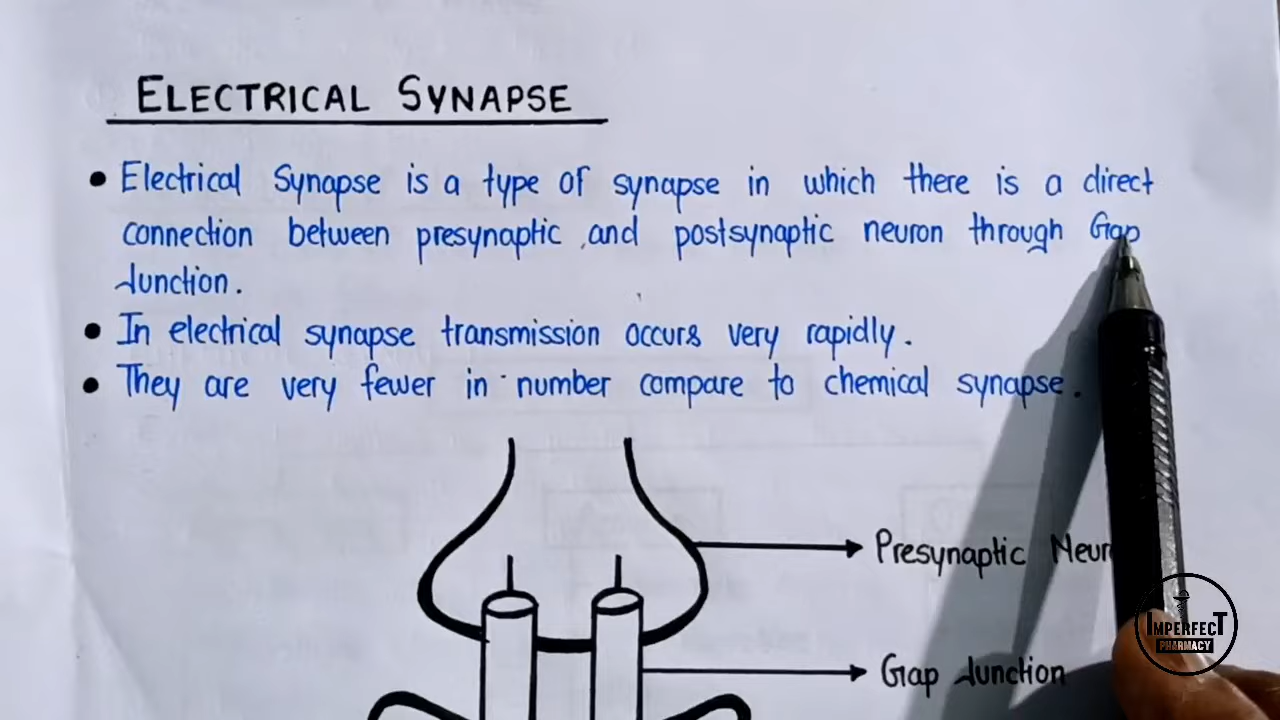 ELECTRICAL SYNAPSE
• Electrical Synapse is a type of synapse in which there is a direct
connection between presynaptic and postsynaptic neuron through Gap
Junction.
• In electrical synapse transmission occurs very rapidly.
• They are very fewer in number compare to chemical synapse.
Presynaptic
Gap Junction
IMPERFECT
PHARMACY